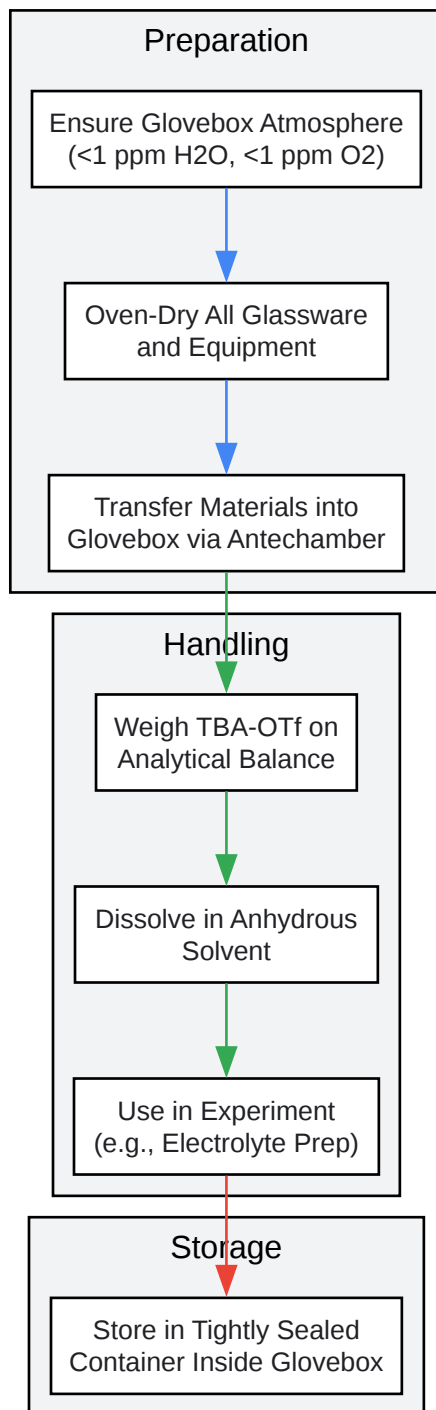 Preparation
Ensure Glovebox Atmosphere
(<1 ppm H2O, <1 ppm O2)
Oven-Dry All Glassware
and Equipment
Transfer Materials into
Glovebox via Antechamber
Handling
Weigh TBA-OTf on
Analytical Balance
Dissolve in Anhydrous
Solvent
Use in Experiment
(e.g., Electrolyte Prep)
Storage
Store in Tightly Sealed
Container Inside Glovebox